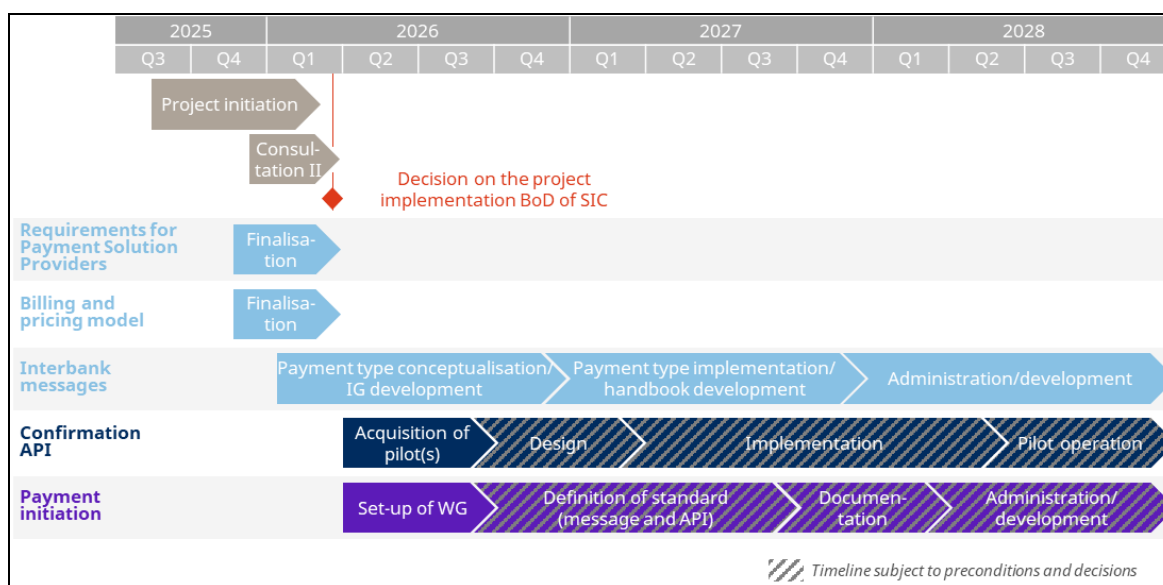 2025 2026 2027 2028
Q3 Q4 Q1 Q2 Q3 Q4 Q1 Q2 Q3 Q4 Q1 Q2 Q3 Q4
Project initiation
Consul-
tation II
Decision on the project
implementation BoD of SIC
Requirements for
Payment Solution
Providers
Finalisa-
tion
Billing and
pricing model
Finalisa-
tion
Interbank
messages
Payment type conceptualisation/
IG development
Payment type implementation/
handbook development
Administration/development
Confirmation
API
Acquisition of
pilot(s)
Design
Implementation
Pilot operation
Payment
initiation
Set-up of WG
Definition of standard
(message and API)
Documen-
tation
Administration/
development
Timeline subject to preconditions and decisions